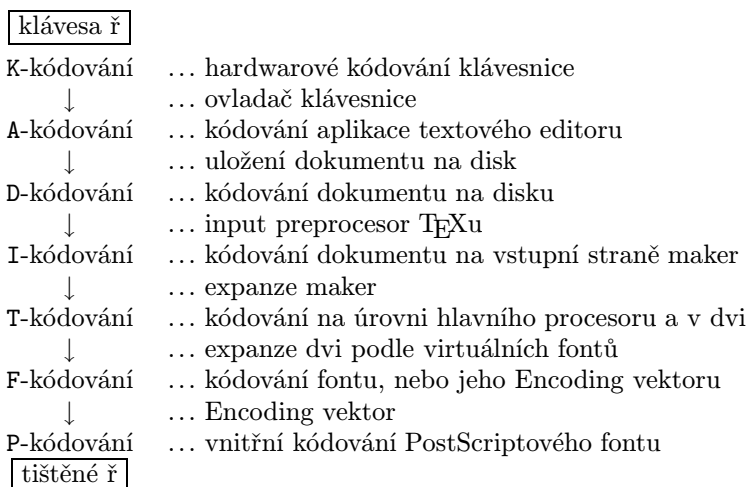 klávesa ř
K-kódování ... hardwarové kódování klávesnice
↓ ... ovladač klávesnice
A-kódování ... kódování aplikace textového editoru
↓ ... uložení dokumentu na disk
D-kódování ... kódování dokumentu na disku
↓ ... input preprocesor TEXu
I-kódování ... kódování dokumentu na vstupní straně maker
↓ ... expanze maker
T-kódování ... kódování na úrovni hlavního procesoru a v dvi
↓ ... expanze dvi podle virtuálních fontů
F-kódování ... kódování fontu, nebo jeho Encoding vektoru
↓ ... Encoding vektor
P-kódování ... vnitřní kódování PostScriptového fontu
tištěné ř